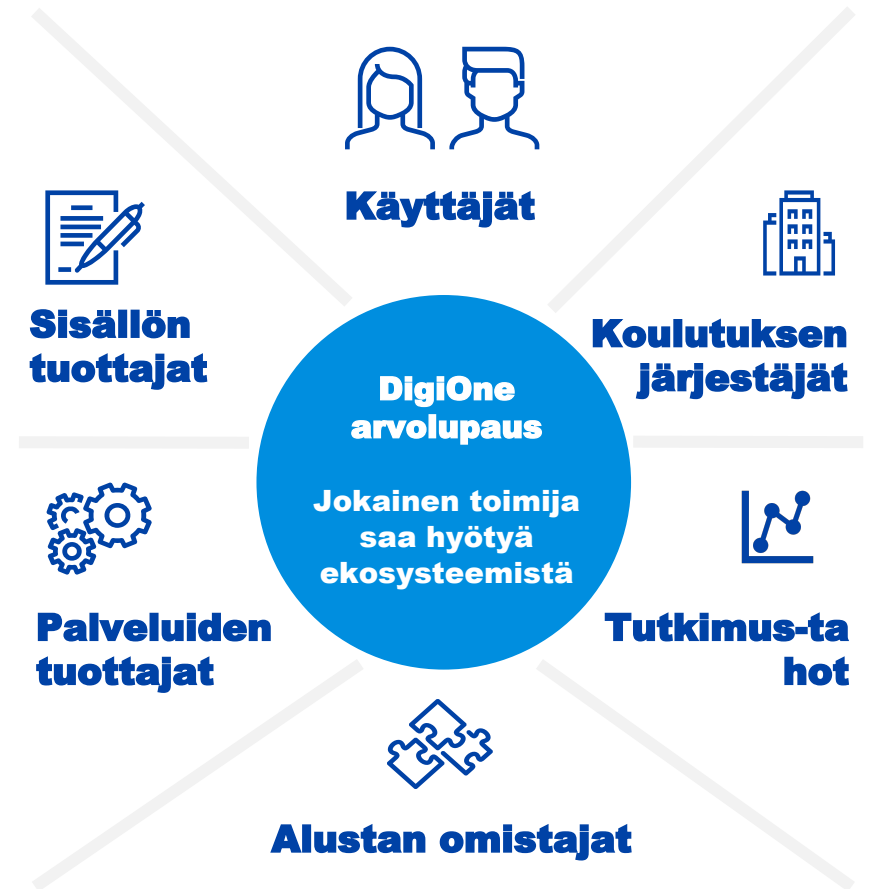 Käyttäjät
Sisällön
tuottajat
Koulutuksen
järjestäjät
DigiOne
arvolupaus
Jokainen toimija
saa hyötyä
ekosysteemistä
Palveluiden
tuottajat
Tutkimus-ta
hot
Alustan omistajat